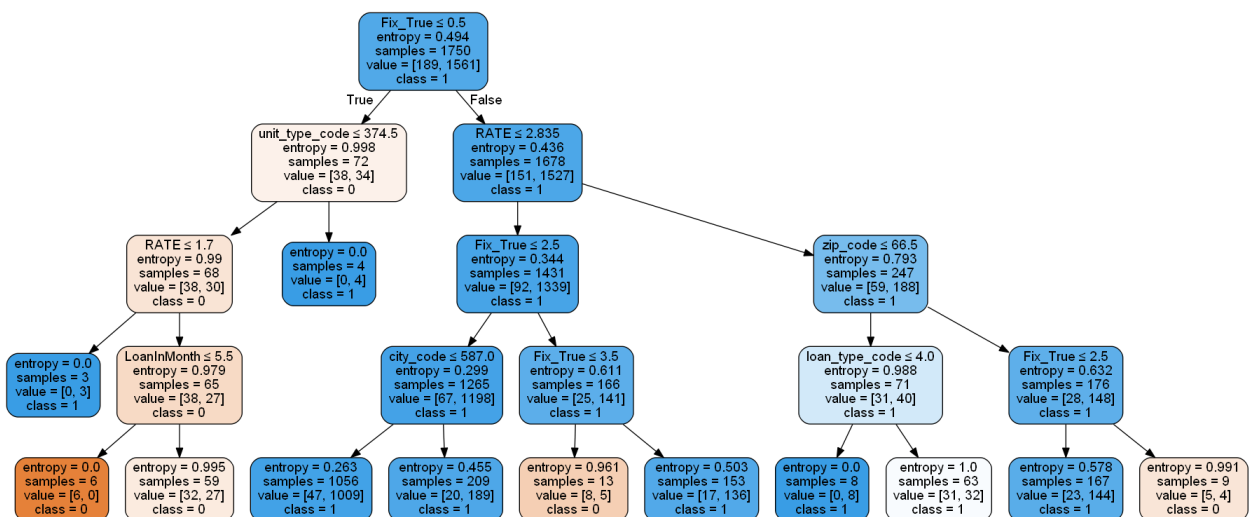 Fix_True ≤ 0.5
entropy = 0.494
samples = 1750
value = [189, 1561]
class = 1
True
False
unit_type_code ≤ 374.5
entropy = 0.998
samples = 72
value = [38, 34]
class = 0
RATE ≤ 2.835
entropy = 0.436
samples = 1678
value = [151, 1527]
class = 1
RATE ≤ 1.7
entropy = 0.99
samples = 68
value = [38, 30]
class = 0
entropy = 0.0
samples = 4
value = [0, 4]
class = 1
Fix_True ≤ 2.5
entropy = 0.344
samples = 1431
value = [92, 1339]
class = 1
zip_code ≤ 66.5
entropy = 0.793
samples = 247
value = [59, 188]
class = 1
entropy = 0.0
samples = 3
value = [0, 3]
class = 1
LoanInMonth ≤ 5.5
entropy = 0.979
samples = 65
value = [38, 27]
class = 0
city_code ≤ 587.0
entropy = 0.299
samples = 1265
value = [67, 1198]
class = 1
Fix_True ≤ 3.5
entropy = 0.611
samples = 166
value = [25, 141]
class = 1
loan_type_code ≤ 4.0
entropy = 0.988
samples = 71
value = [31, 40]
class = 1
Fix_True ≤ 2.5
entropy = 0.632
samples = 176
value = [28, 148]
class = 1
entropy = 0.0
samples = 6
value = [6, 0]
class = 0
entropy = 0.995
samples = 59
value = [32, 27]
class = 0
entropy = 0.263
samples = 1056
value = [47, 1009]
class = 1
entropy = 0.455
samples = 209
value = [20, 189]
class = 1
entropy = 0.961
samples = 13
value = [8, 5]
class = 0
entropy = 0.503
samples = 153
value = [17, 136]
class = 1
entropy = 0.0
samples = 8
value = [0, 8]
class = 1
entropy = 1.0
samples = 63
value = [31, 32]
class = 1
entropy = 0.578
samples = 167
value = [23, 144]
class = 1
entropy = 0.991
samples = 9
value = [5, 4]
class = 0